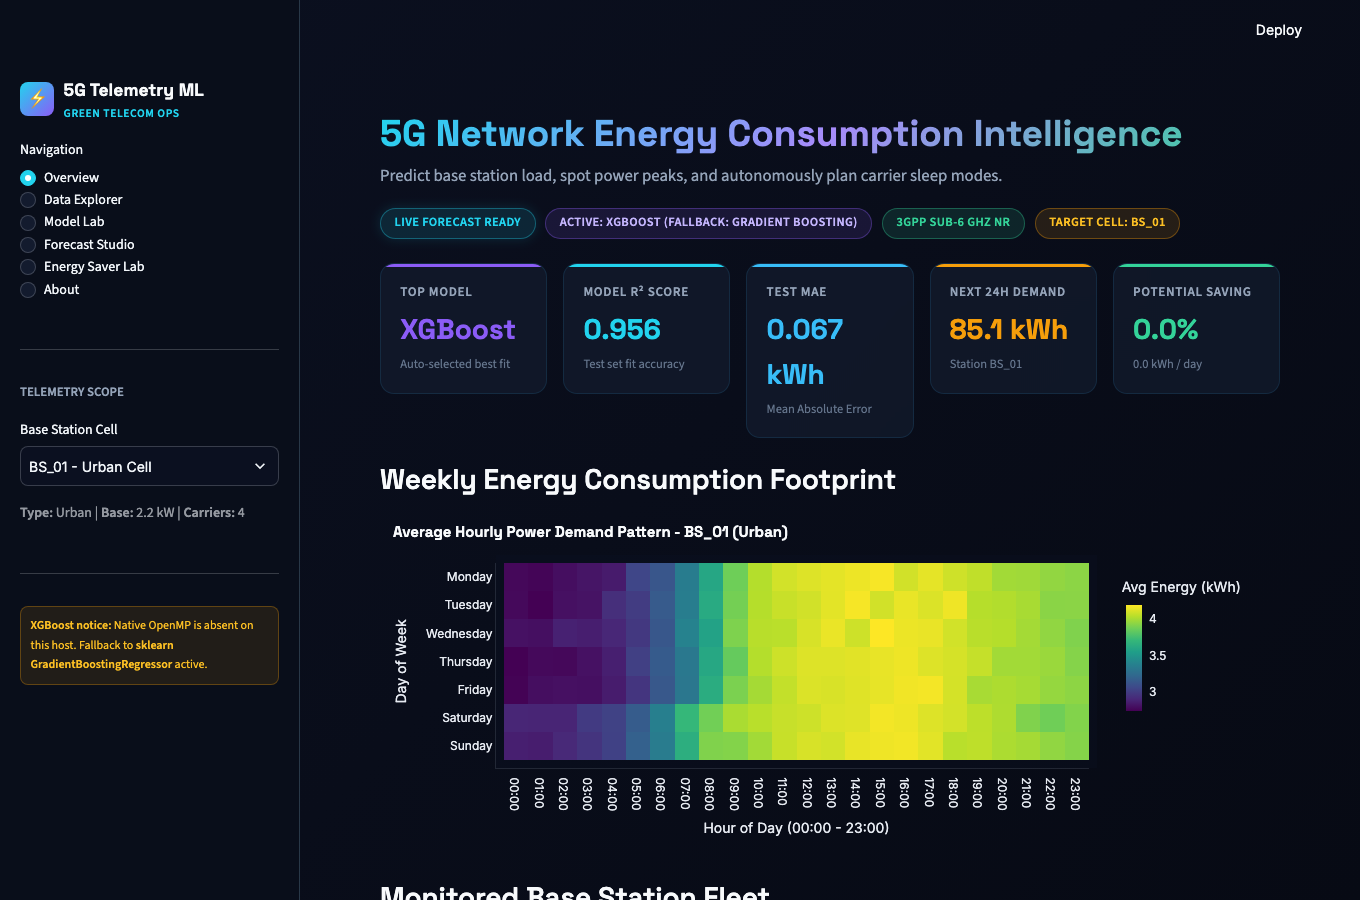 Deploy
5G Telemetry ML
GREEN TELECOM OPS
Navigation
Overview
Data Explorer
Model Lab
Forecast Studio
Energy Saver Lab
About
TELEMETRY SCOPE
Base Station Cell
BS_01 - Urban Cell
Type: Urban | Base: 2.2 kW | Carriers: 4
XGBoost notice: Native OpenMP is absent on
this host. Fallback to sklearn
GradientBoostingRegressor active.
5G Network Energy Consumption Intelligence
Predict base station load, spot power peaks, and autonomously plan carrier sleep modes.
LIVE FORECAST READY
ACTIVE: XGBOOST (FALLBACK: GRADIENT BOOSTING)
3GPP SUB-6 GHZ NR
TARGET CELL: BS_01
TOP MODEL
XGBoost
Auto-selected best fit
MODEL R² SCORE
0.956
Test set fit accuracy
TEST MAE
0.067
kWh
Mean Absolute Error
NEXT 24H DEMAND
85.1 kWh
Station BS_01
POTENTIAL SAVING
0.0%
0.0 kWh / day
Weekly Energy Consumption Footprint
Average Hourly Power Demand Pattern - BS_01 (Urban)
Day of Week
Monday
Tuesday
Wednesday
Thursday
Friday
Saturday
Sunday
00:00
01:00
02:00
03:00
04:00
05:00
06:00
07:00
08:00
09:00
10:00
11:00
12:00
13:00
14:00
15:00
16:00
17:00
18:00
19:00
20:00
21:00
22:00
23:00
Hour of Day (00:00 - 23:00)
Avg Energy (kWh)
4
3.5
3
Monitored Base Station Fleet